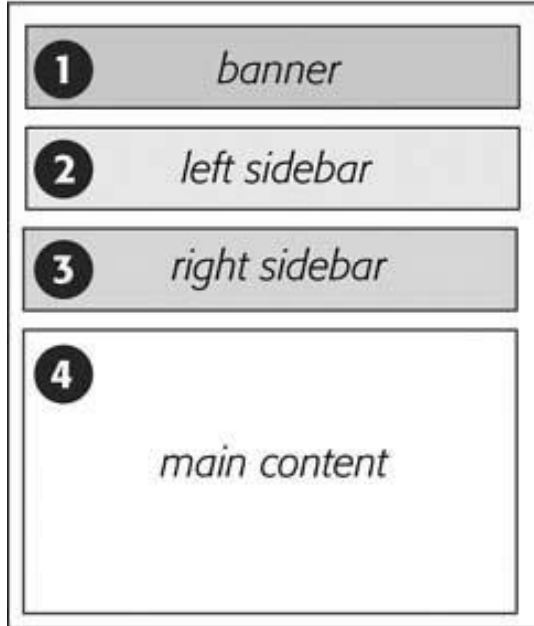 1 banner
2 left sidebar
3 right sidebar
4
main content